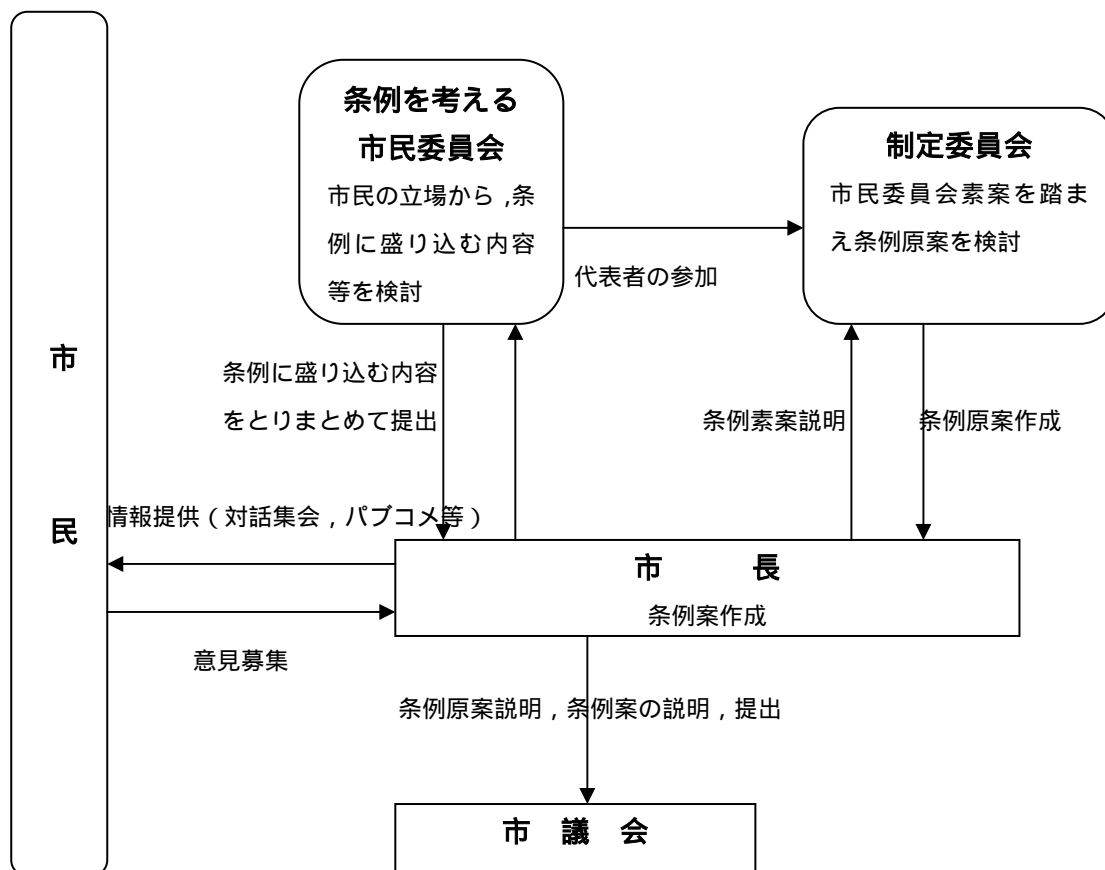 条例を考える
市民委員会
市民の立場から,条
例に盛り込む内容
等を検討
制定委員会
市民委員会素案を踏ま
え条例原案を検討
代表者の参加
市
民
条例に盛り込む内容
をとりまとめて提出
条例素案説明
条例原案作成
情報提供(対話集会,パブコメ等)
市 長
条例案作成
意見募集
条例原案説明,条例案の説明,提出
市 議 会